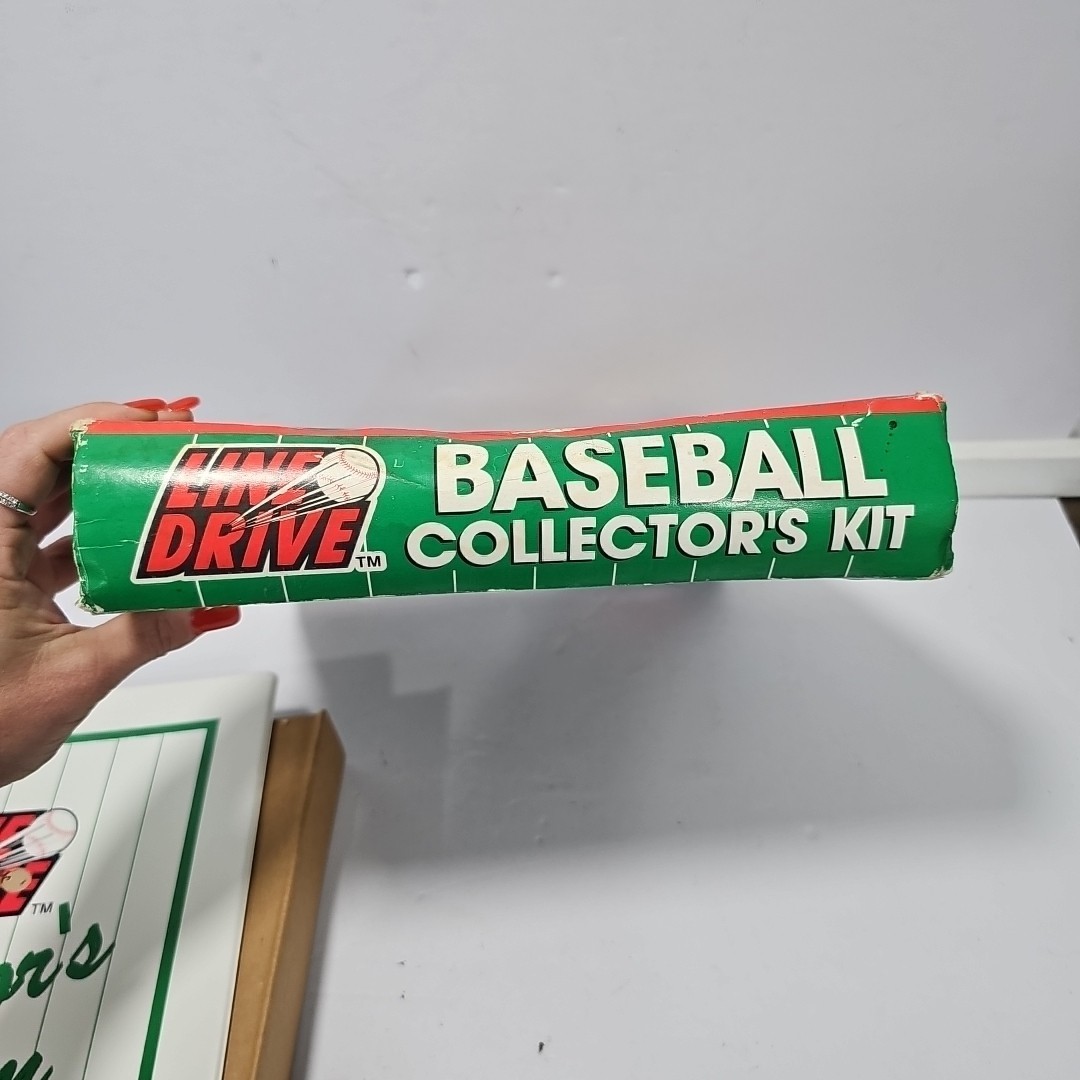 LINE
DRIVE™
BASEBALL
COLLECTOR'S KIT
TM